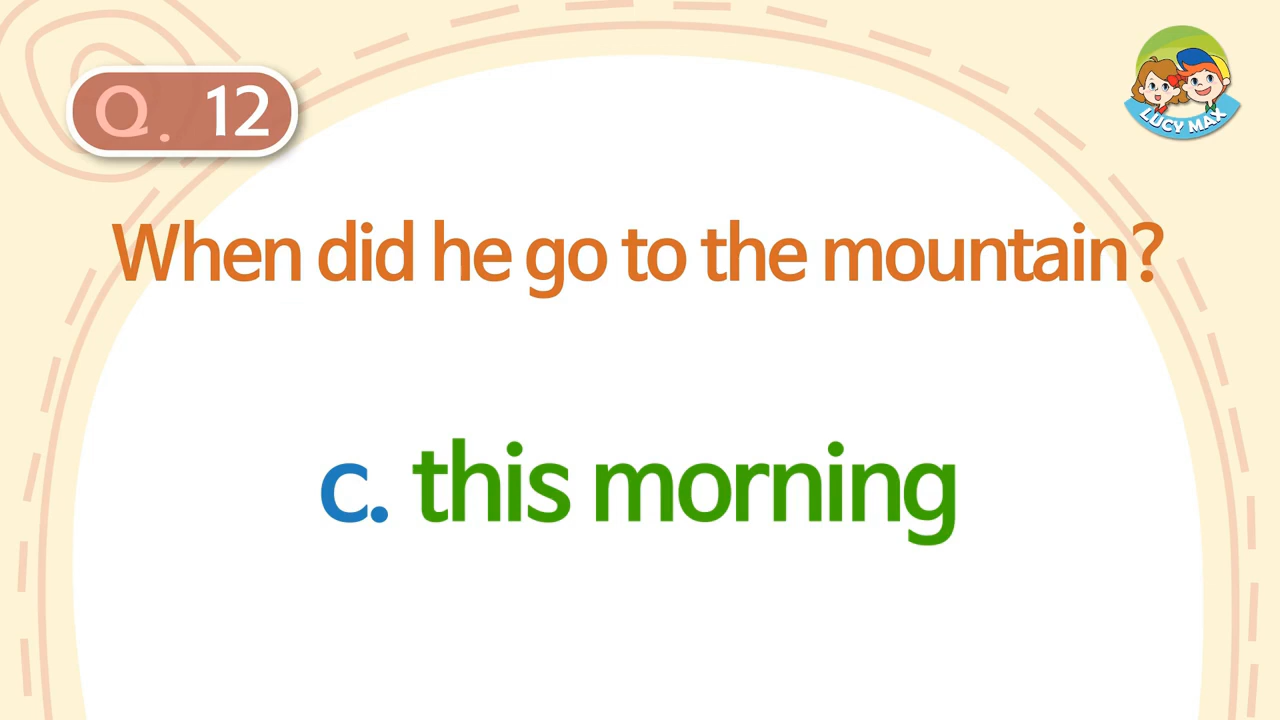 Q. 12
LUCY MAX
When did he go to the mountain?
c. this morning